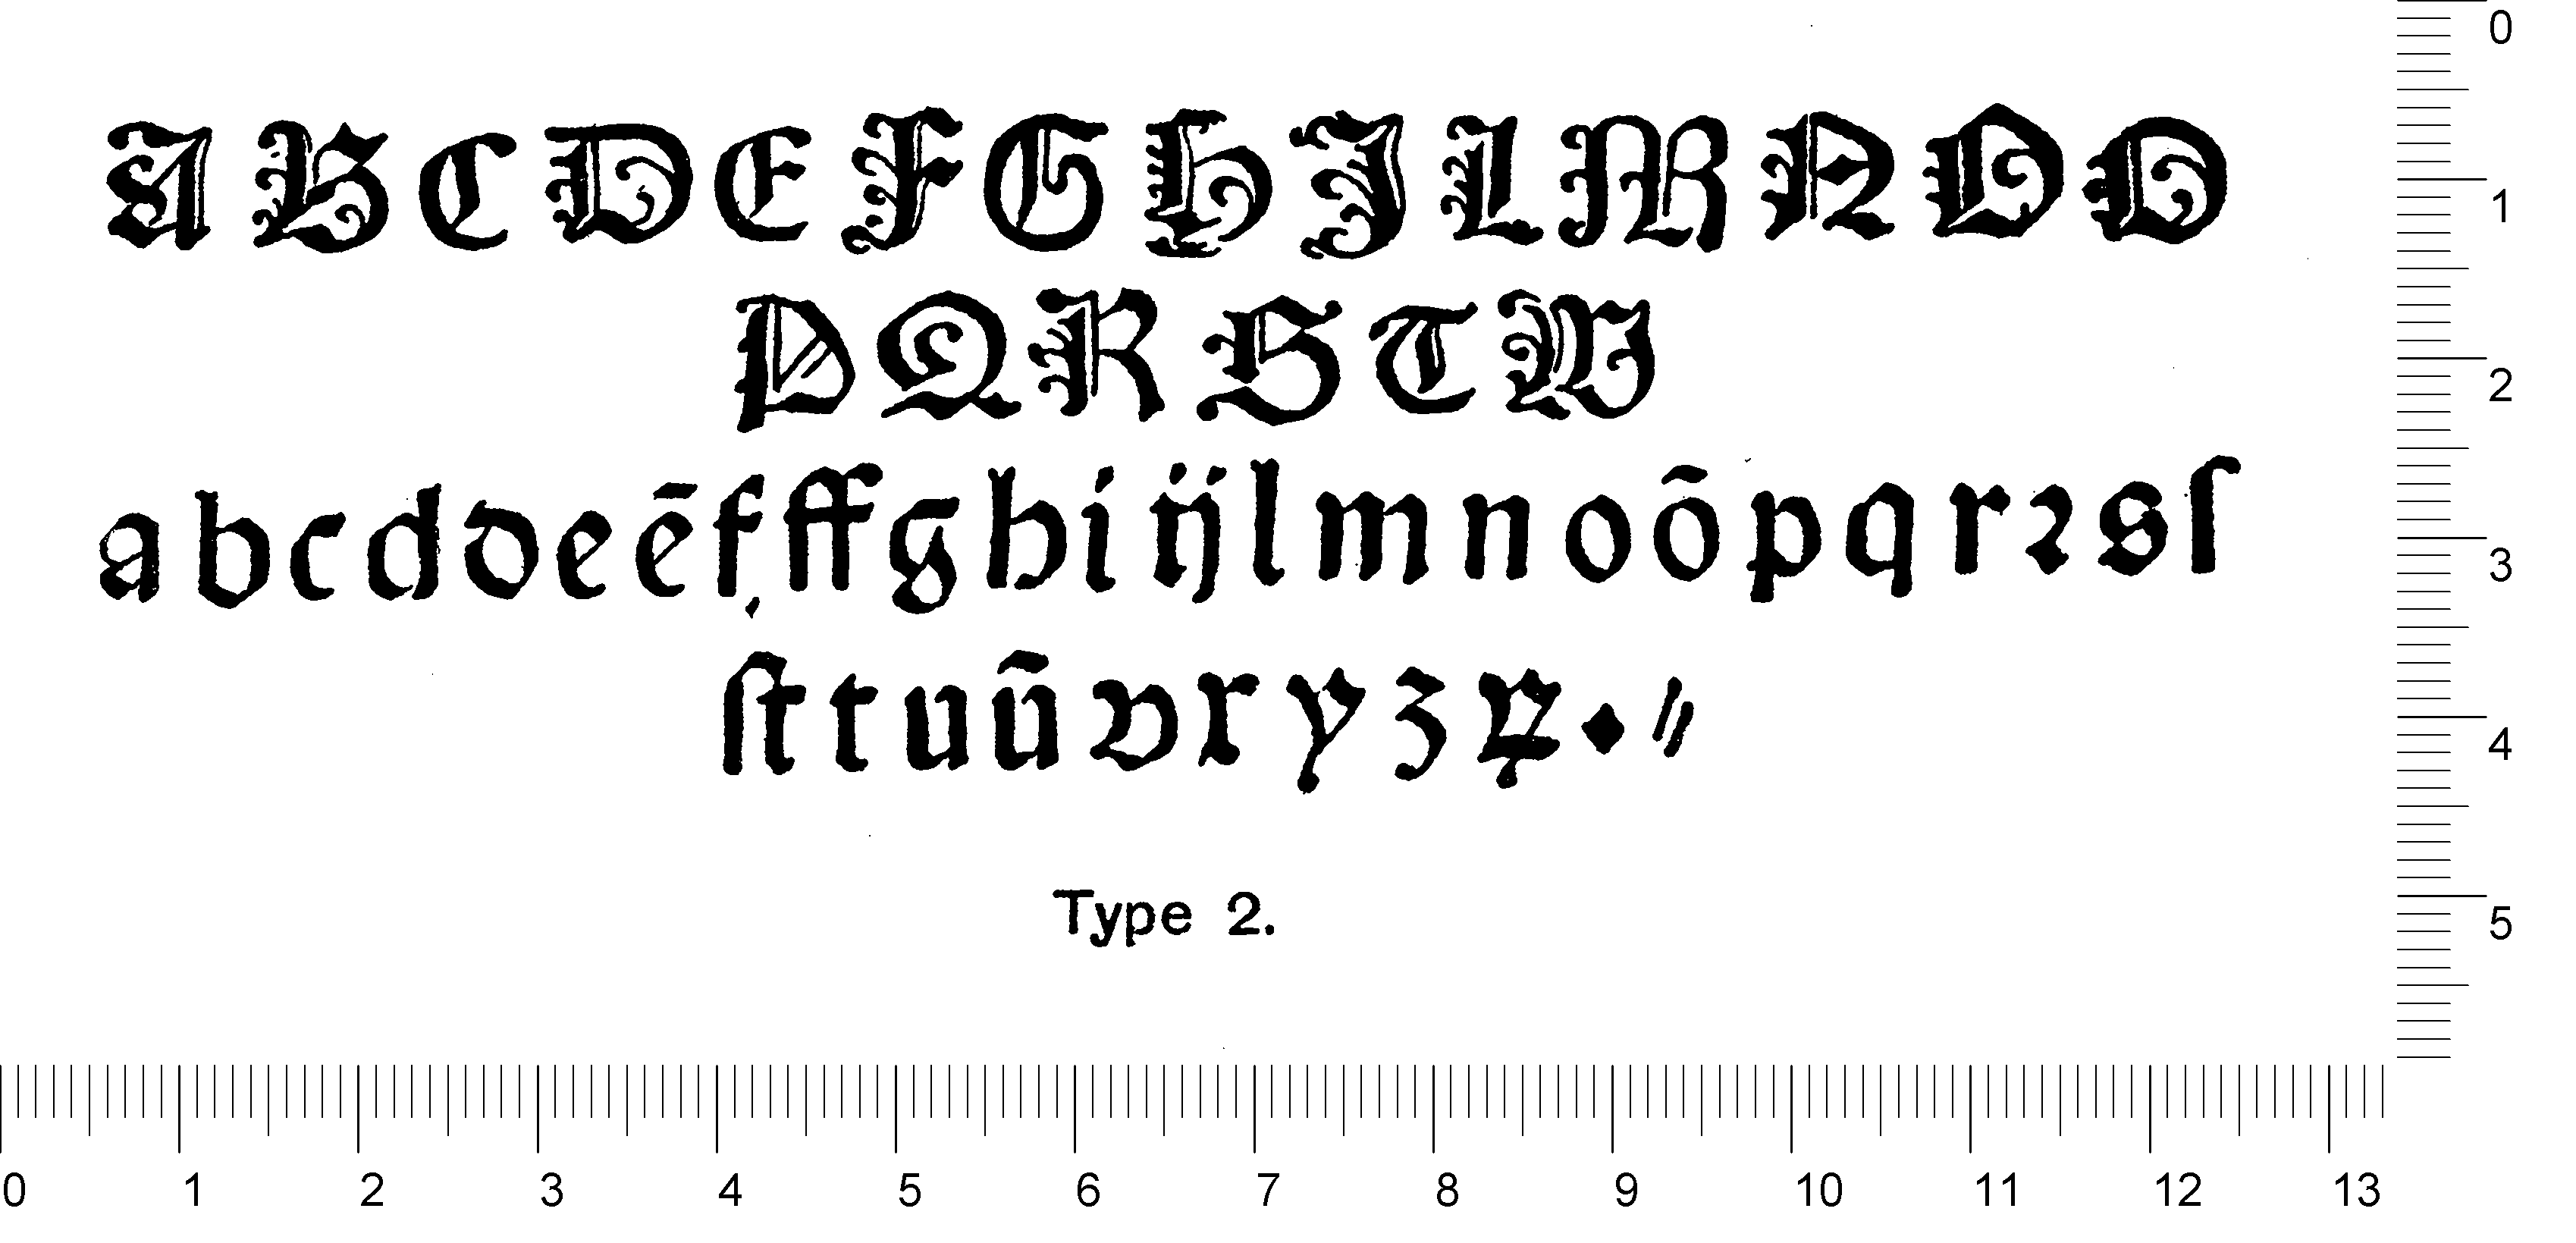 A B C D E F G H I L M N O O
P Q R S T W
a b c d d e ē f ff g h i ij l m n o ō p q r ꝛ s ſ
ſt t u ū v x y z ꝝ ⬥ ⸗
Type 2.
0 1 2 3 4 5
0 1 2 3 4 5 6 7 8 9 10 11 12 13